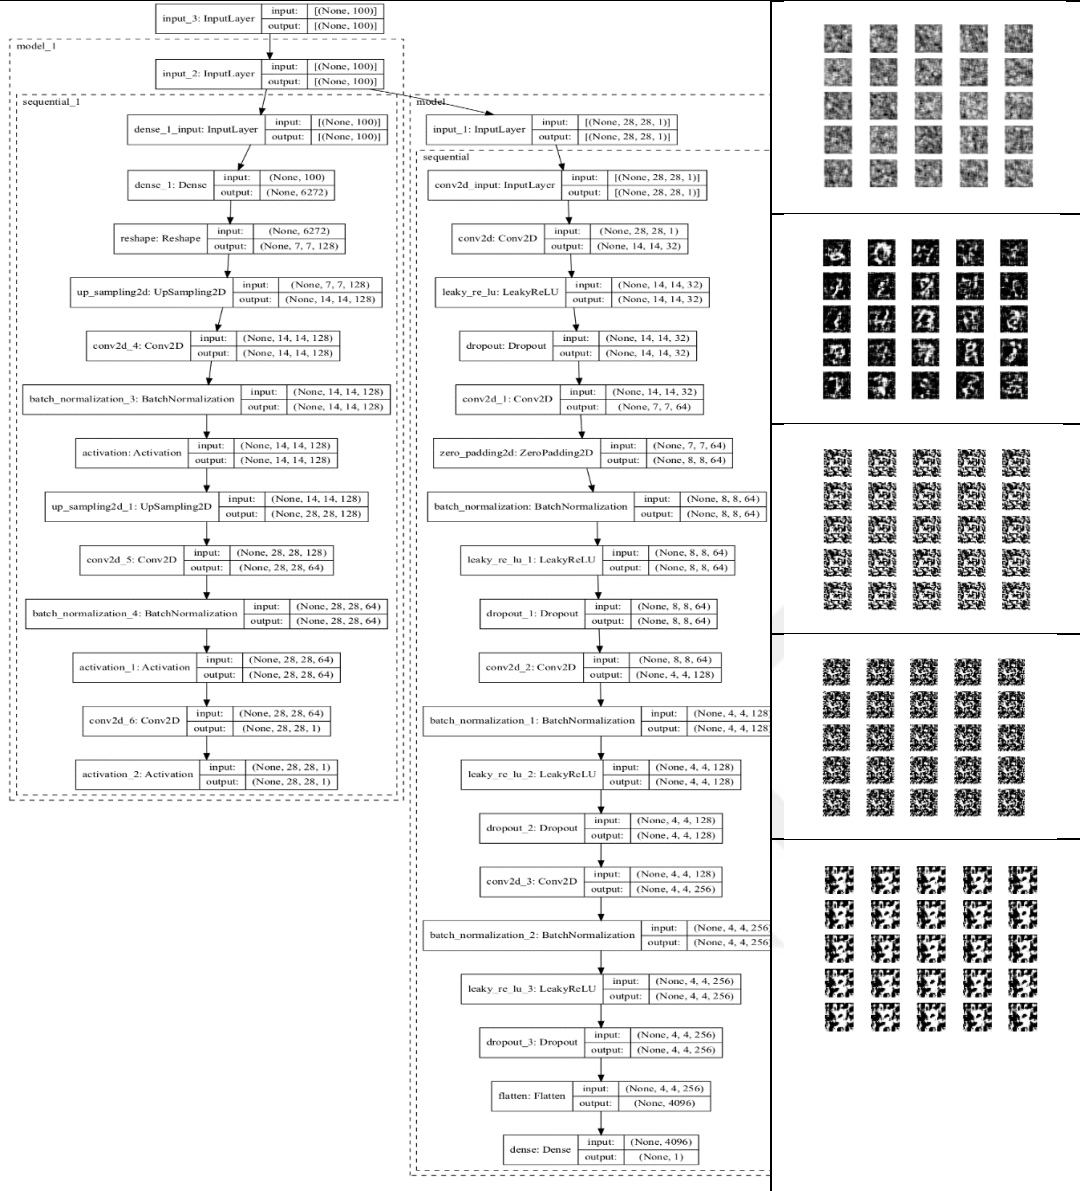 input_3: InputLayer
input: [(None, 100)]
output: [(None, 100)]
model_1
input_2: InputLayer
input: [(None, 100)]
output: [(None, 100)]
sequential_1
dense_1_input: InputLayer
input: [(None, 100)]
output: [(None, 100)]
dense_1: Dense
input: (None, 100)
output: (None, 6272)
reshape: Reshape
input: (None, 6272)
output: (None, 7, 7, 128)
up_sampling2d: UpSampling2D
input: (None, 7, 7, 128)
output: (None, 14, 14, 128)
conv2d_4: Conv2D
input: (None, 14, 14, 128)
output: (None, 14, 14, 128)
batch_normalization_3: BatchNormalization
input: (None, 14, 14, 128)
output: (None, 14, 14, 128)
activation: Activation
input: (None, 14, 14, 128)
output: (None, 14, 14, 128)
up_sampling2d_1: UpSampling2D
input: (None, 14, 14, 128)
output: (None, 28, 28, 128)
conv2d_5: Conv2D
input: (None, 28, 28, 128)
output: (None, 28, 28, 64)
batch_normalization_4: BatchNormalization
input: (None, 28, 28, 64)
output: (None, 28, 28, 64)
activation_1: Activation
input: (None, 28, 28, 64)
output: (None, 28, 28, 64)
conv2d_6: Conv2D
input: (None, 28, 28, 64)
output: (None, 28, 28, 1)
activation_2: Activation
input: (None, 28, 28, 1)
output: (None, 28, 28, 1)
model
input_1: InputLayer
input: [(None, 28, 28, 1)]
output: [(None, 28, 28, 1)]
sequential
conv2d_input: InputLayer
input: [(None, 28, 28, 1)]
output: [(None, 28, 28, 1)]
conv2d: Conv2D
input: (None, 28, 28, 1)
output: (None, 14, 14, 32)
leaky_re_lu: LeakyReLU
input: (None, 14, 14, 32)
output: (None, 14, 14, 32)
dropout: Dropout
input: (None, 14, 14, 32)
output: (None, 14, 14, 32)
conv2d_1: Conv2D
input: (None, 14, 14, 32)
output: (None, 7, 7, 64)
zero_padding2d: ZeroPadding2D
input: (None, 7, 7, 64)
output: (None, 8, 8, 64)
batch_normalization: BatchNormalization
input: (None, 8, 8, 64)
output: (None, 8, 8, 64)
leaky_re_lu_1: LeakyReLU
input: (None, 8, 8, 64)
output: (None, 8, 8, 64)
dropout_1: Dropout
input: (None, 8, 8, 64)
output: (None, 8, 8, 64)
conv2d_2: Conv2D
input: (None, 8, 8, 64)
output: (None, 4, 4, 128)
batch_normalization_1: BatchNormalization
input: (None, 4, 4, 128
output: (None, 4, 4, 128
leaky_re_lu_2: LeakyReLU
input: (None, 4, 4, 128)
output: (None, 4, 4, 128)
dropout_2: Dropout
input: (None, 4, 4, 128)
output: (None, 4, 4, 128)
conv2d_3: Conv2D
input: (None, 4, 4, 128)
output: (None, 4, 4, 256)
batch_normalization_2: BatchNormalization
input: (None, 4, 4, 256
output: (None, 4, 4, 256
leaky_re_lu_3: LeakyReLU
input: (None, 4, 4, 256)
output: (None, 4, 4, 256)
dropout_3: Dropout
input: (None, 4, 4, 256)
output: (None, 4, 4, 256)
flatten: Flatten
input: (None, 4, 4, 256)
output: (None, 4096)
dense: Dense
input: (None, 4096)
output: (None, 1)